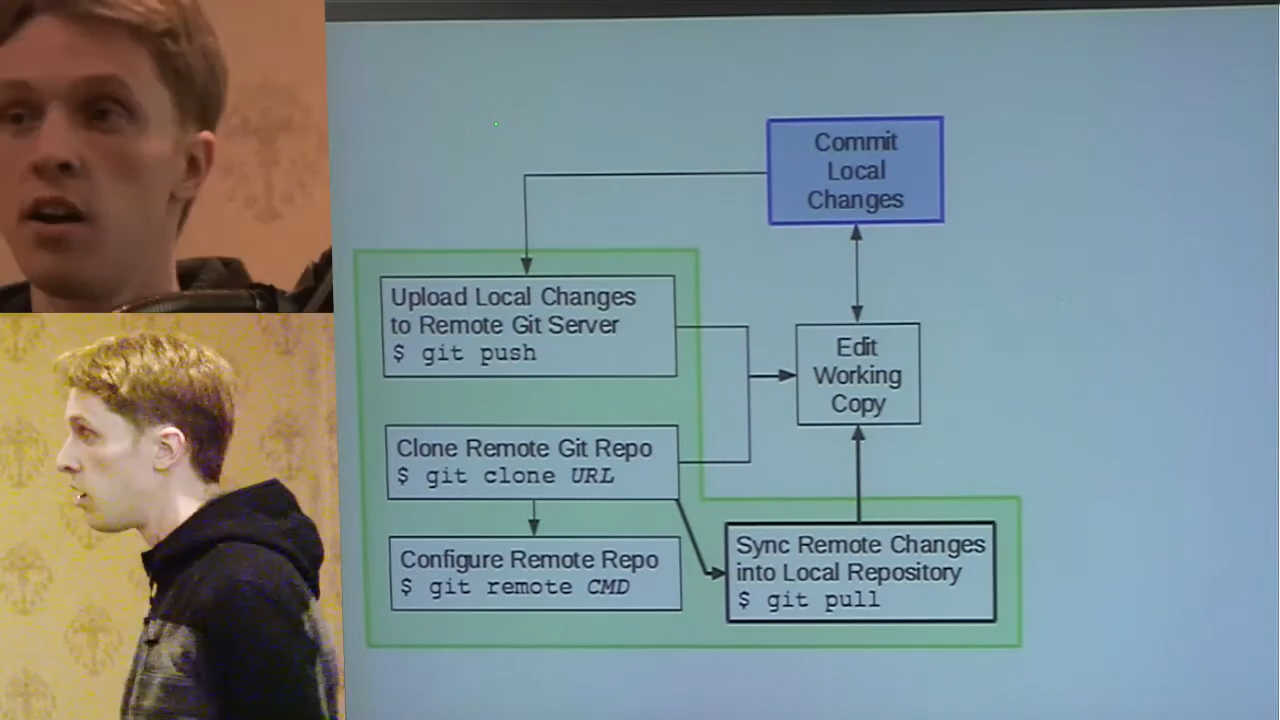 Commit
Local
Changes
Upload Local Changes
to Remote Git Server
$ git push
Edit
Working
Copy
Clone Remote Git Repo
$ git clone URL
Configure Remote Repo
$ git remote CMD
Sync Remote Changes
into Local Repository
$ git pull